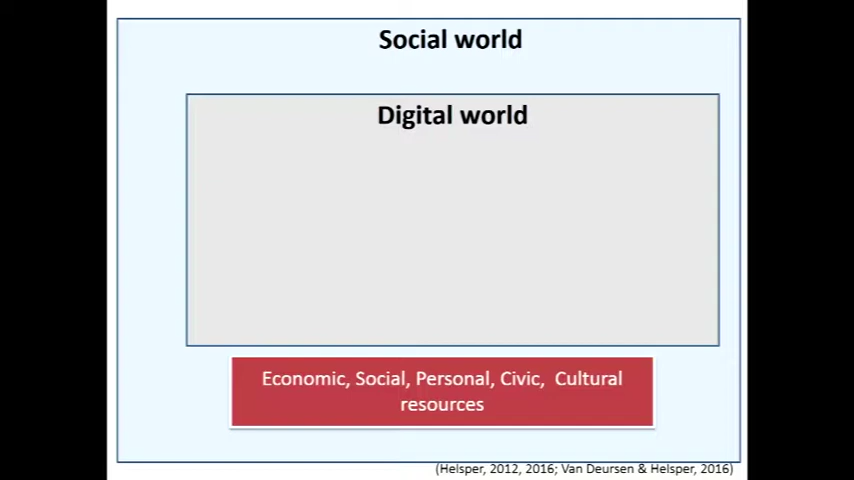 Social world
Digital world
Economic, Social, Personal, Civic, Cultural
resources
(Helsper, 2012, 2016; Van Deursen & Helsper, 2016)